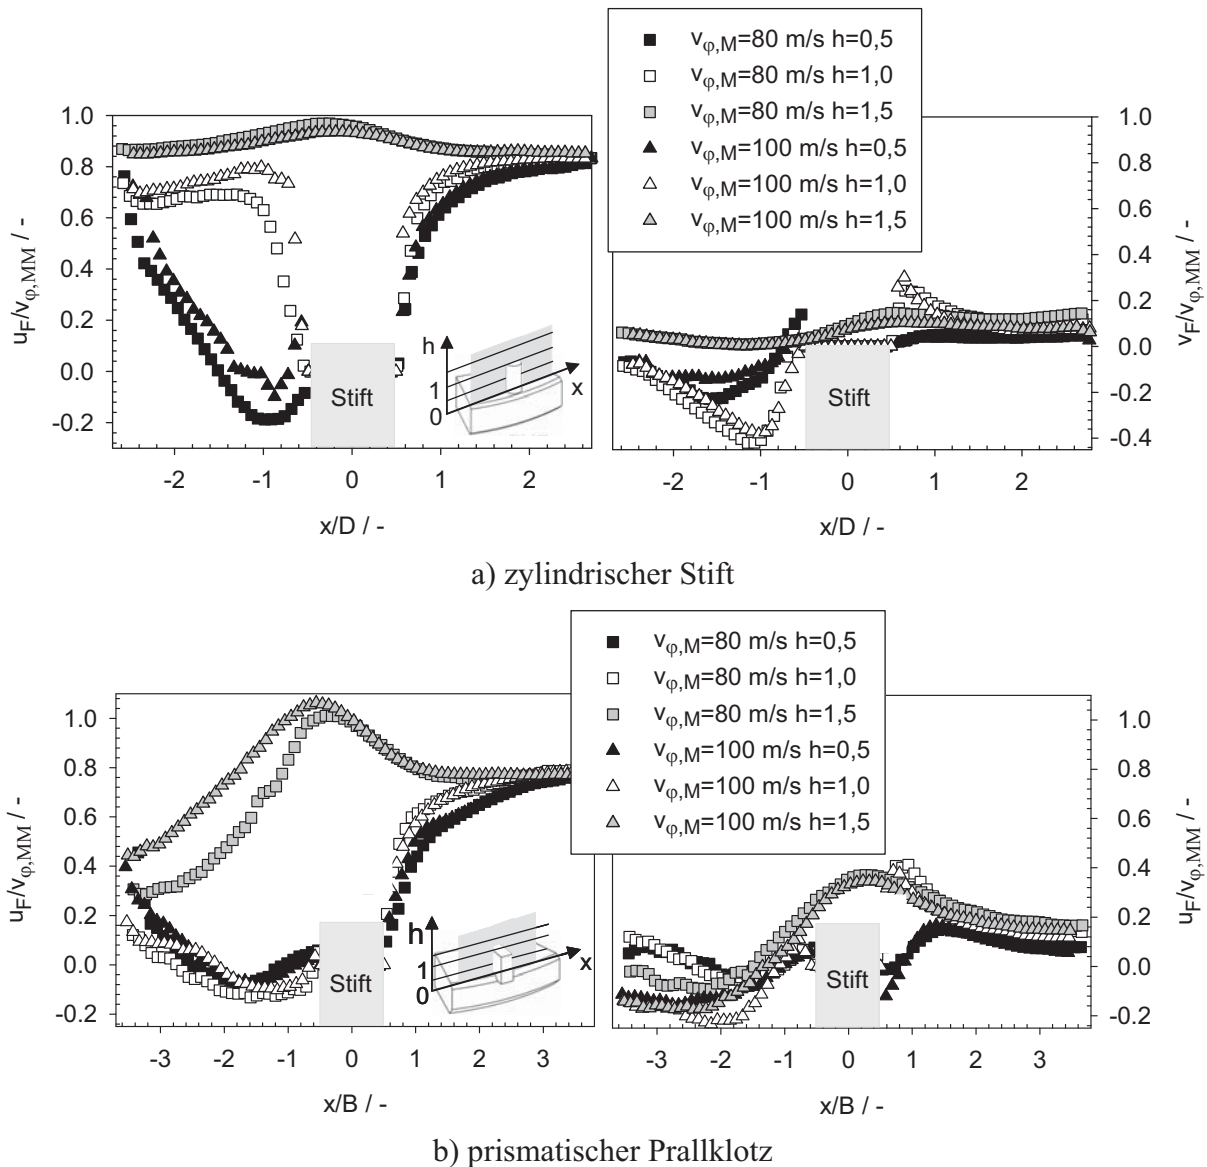 v_φ,M=80 m/s h=0,5
v_φ,M=80 m/s h=1,0
v_φ,M=80 m/s h=1,5
v_φ,M=100 m/s h=0,5
v_φ,M=100 m/s h=1,0
v_φ,M=100 m/s h=1,5
u_F/v_φ,MM / -
1.0
0.8
0.6
0.4
0.2
0.0
-0.2
Stift
h
1
0
x
-2
-1
0
1
2
x/D / -
1.0
0.8
0.6
0.4
0.2
0.0
-0.2
-0.4
v_F/v_φ,MM / -
Stift
-2
-1
0
1
2
x/D / -
a) zylindrischer Stift
v_φ,M=80 m/s h=0,5
v_φ,M=80 m/s h=1,0
v_φ,M=80 m/s h=1,5
v_φ,M=100 m/s h=0,5
v_φ,M=100 m/s h=1,0
v_φ,M=100 m/s h=1,5
u_F/v_φ,MM / -
1.0
0.8
0.6
0.4
0.2
0.0
-0.2
Stift
h
1
0
x
-3
-2
-1
0
1
2
3
x/B / -
1.0
0.8
0.6
0.4
0.2
0.0
-0.2
u_F/v_φ,MM / -
Stift
-3
-2
-1
0
1
2
3
x/B / -
b) prismatischer Prallklotz